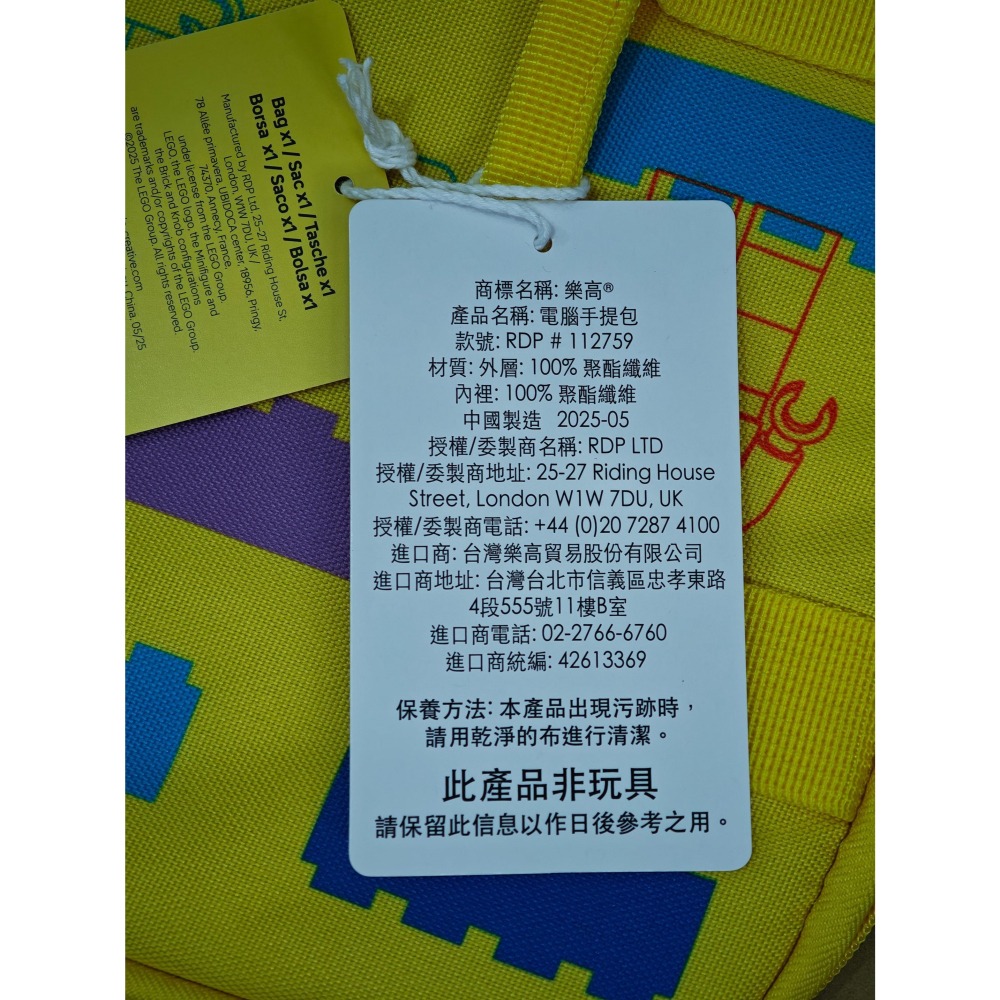 Bag x1 / Sac x1 / Tasche x1
Borsa x1 / Saco x1 / Bolsa x1
Manufactured by RDP Ltd, 25-27 Riding House St,
London, W1W 7DU, UK /
78 Allée primavera, UBIDOCA center, 18956, Pringy,
74370, Annecy, France,
under license from the LEGO Group.
LEGO, the LEGO logo, the Minifigure and
the Brick and Knob configurations
are trademarks and/or copyrights of the LEGO Group.
©2025 The LEGO Group. All rights reserved.
creative.com
China. 05/25
商標名稱: 樂高®
產品名稱: 電腦手提包
款號: RDP # 112759
材質: 外層: 100% 聚酯纖維
內裡: 100% 聚酯纖維
中國製造 2025-05
授權/委製商名稱: RDP LTD
授權/委製商地址: 25-27 Riding House
Street, London W1W 7DU, UK
授權/委製商電話: +44 (0)20 7287 4100
進口商: 台灣樂高貿易股份有限公司
進口商地址: 台灣台北市信義區忠孝東路
4段555號11樓B室
進口商電話: 02-2766-6760
進口商統編: 42613369
保養方法: 本產品出現污跡時，
請用乾淨的布進行清潔。
此產品非玩具
請保留此信息以作日後參考之用。